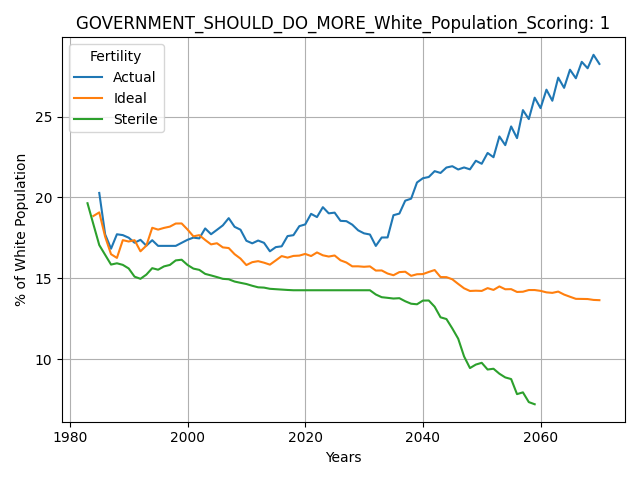 GOVERNMENT_SHOULD_DO_MORE_White_Population_Scoring: 1
Fertility
Actual
Ideal
Sterile
% of White Population
25
20
15
10
1980
2000
2020
2040
2060
Years